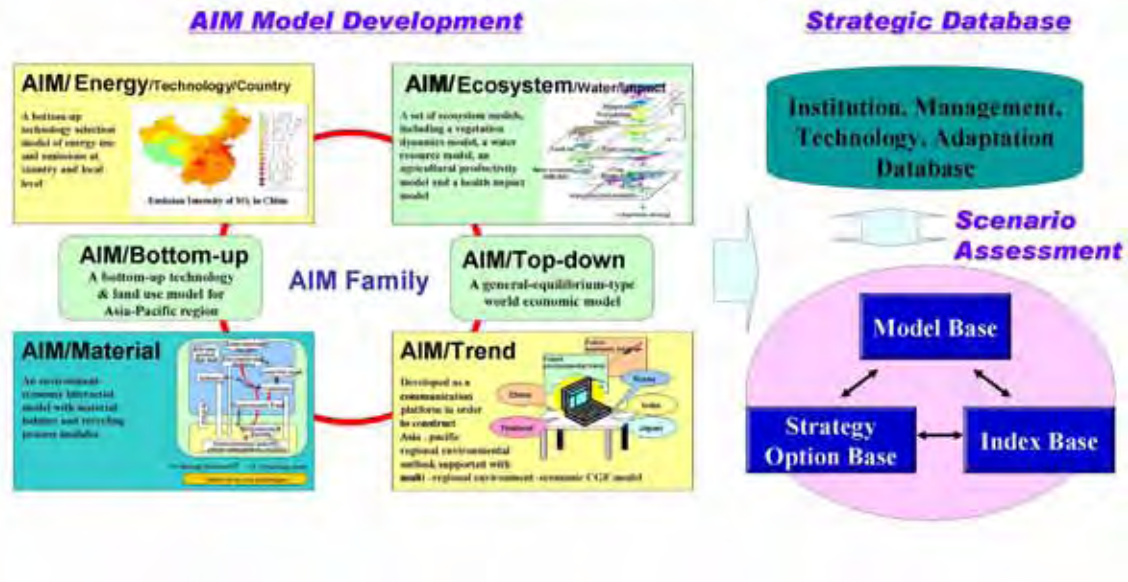 AIM Model Development
Strategic Database
AIM/Energy/Technology/Country
A bottom-up
technology selection
model of energy use
and emissions at
country and local
level
Emission Intensity of SO₂ in China
AIM/Ecosystem/Water/Impact
A set of ecosystem models,
including a vegetation
dynamics model, a water
resource model, an
agricultural productivity
model and a health impact
model
AIM/Bottom-up
A bottom-up technology
& land use model for
Asia-Pacific region
AIM Family
AIM/Top-down
A general-equilibrium-type
world economic model
AIM/Material
An environment-
economy interaction
model with material
balance and recycling
process modules
AIM/Trend
Developed as a
communication
platform in order
to construct
Asia - pacific
regional environmental
outlook supported with
multi - regional environment - economic CGE model
China
Korea
India
Thailand
Japan
Institution, Management,
Technology, Adaptation
Database
Scenario
Assessment
Model Base
Strategy
Option Base
Index Base